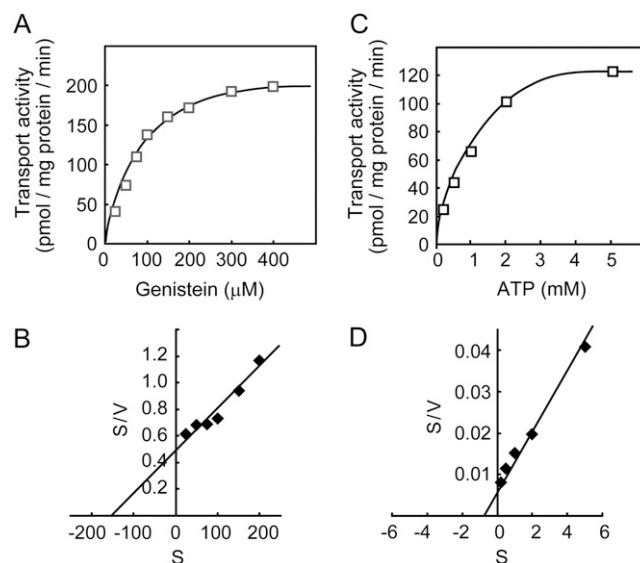 A
Transport activity
(pmol / mg protein / min)
200
150
100
50
0
0 100 200 300 400
Genistein (μM)
C
Transport activity
(pmol / mg protein / min)
120
100
80
60
40
20
0
0 1 2 3 4 5
ATP (mM)
B
S/V
1.2
1.0
0.8
0.6
0.4
0.2
-200 -100 0 100 200
S
D
S/V
0.04
0.03
0.02
0.01
-6 -4 -2 0 2 4 6
S